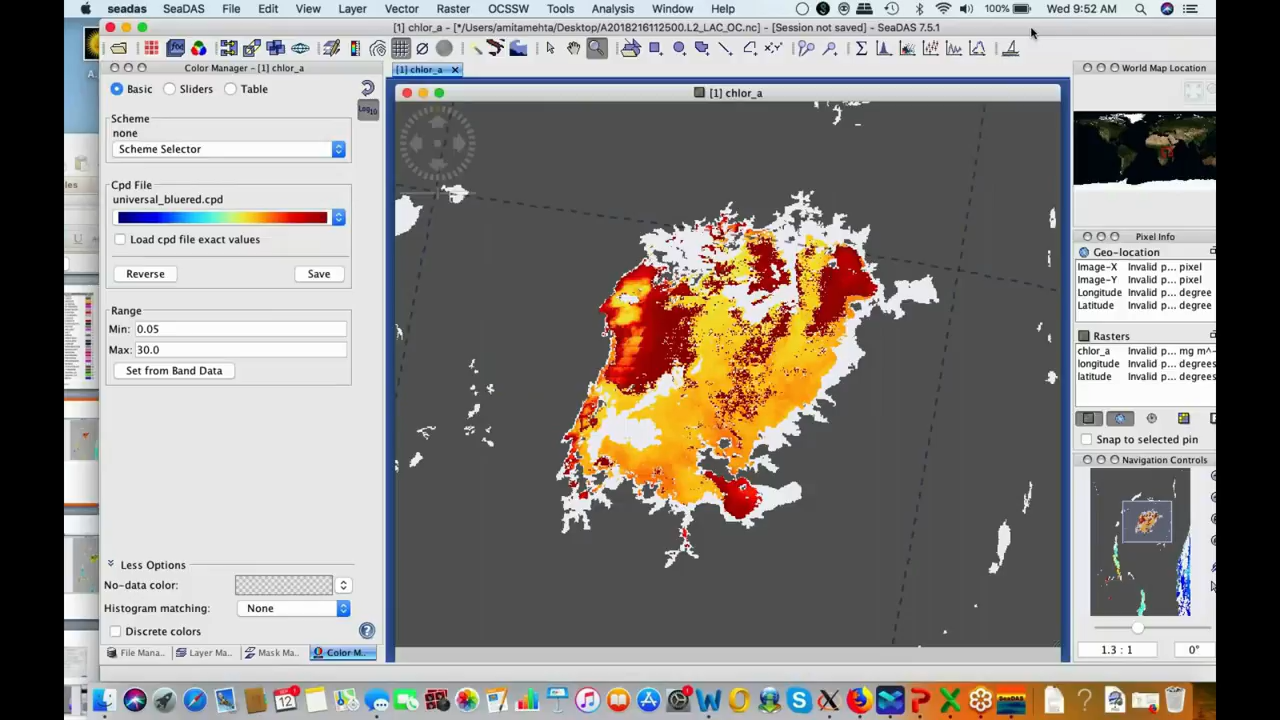 seadas SeaDAS File Edit View Layer Vector Raster OCSSW Tools Analysis Window Help 100% Wed 9:52 AM
[1] chlor_a – [*/Users/amitamehta/Desktop/A2018216112500.L2_LAC_OC.nc] – [Session not saved] – SeaDAS 7.5.1
Color Manager - [1] chlor_a
[1] chlor_a
World Map Location
Basic Sliders Table
[1] chlor_a
Log10
Scheme
none
Scheme Selector
Cpd File
universal_bluered.cpd
Load cpd file exact values
Reverse Save
Range
Min: 0.05
Max: 30.0
Set from Band Data
Less Options
No-data color:
Histogram matching: None
Discrete colors
File Mana... Layer Ma... Mask Ma... Color M...
Pixel Info
Geo-location
Image-X Invalid p... pixel
Image-Y Invalid p... pixel
Longitude Invalid p... degree
Latitude Invalid p... degree
Rasters
chlor_a Invalid p... mg m^-
longitude Invalid p... degrees
latitude Invalid p... degrees
Snap to selected pin
Navigation Controls
1.3 : 1 0°
12